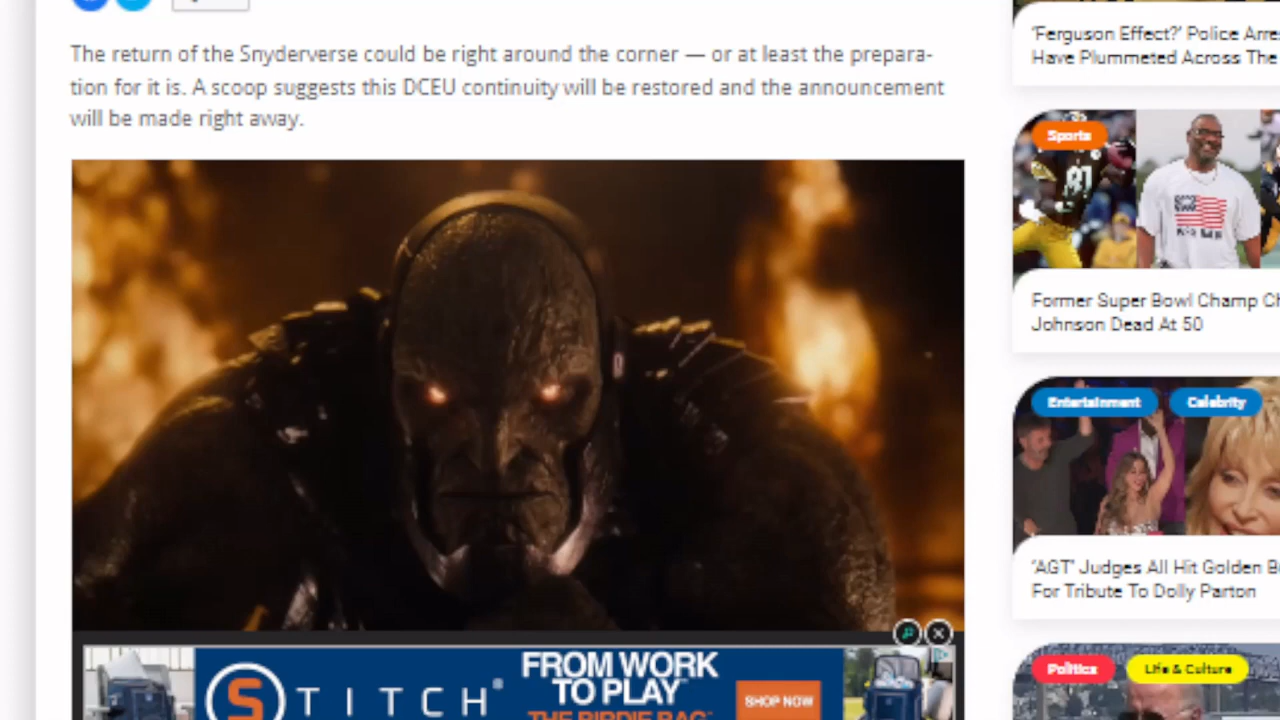 The return of the Snyderverse could be right around the corner — or at least the prepara-
tion for it is. A scoop suggests this DCEU continuity will be restored and the announcement
will be made right away.
STITCH®
FROM WORK
TO PLAY
THE BIRDIE BAG™
SHOP NOW
'Ferguson Effect?' Police Arre
Have Plummeted Across The
Sports
81
Former Super Bowl Champ Ch
Johnson Dead At 50
Entertainment
Celebrity
"AGT" Judges All Hit Golden B
For Tribute To Dolly Parton
Politics
Life & Culture